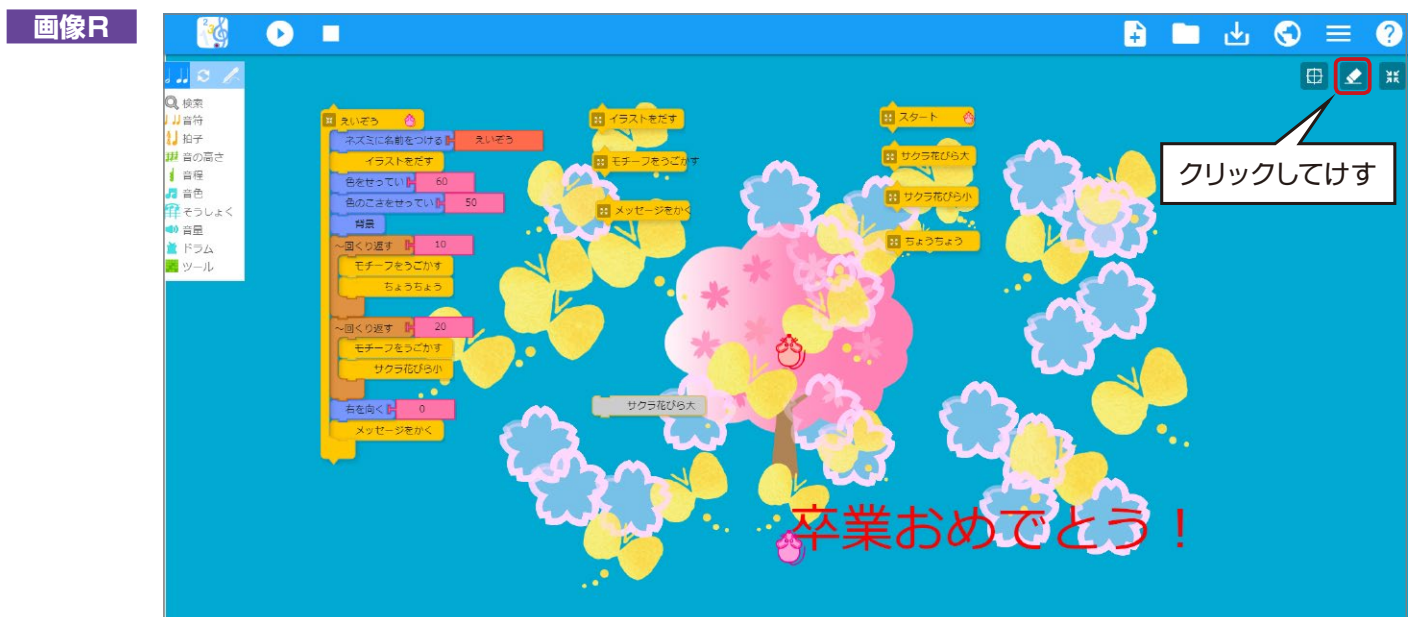 画像R
クリックしてけす
検索
音符
拍子
音の高さ
音程
音色
そうしょく
音量
ドラム
ツール
えいぞう
ネズミに名前をつける えいぞう
イラストをだす
色をせってい 60
色のこさをせってい 50
背景
～回くり返す 10
モチーフをうごかす
ちょうちょう
～回くり返す 20
モチーフをうごかす
サクラ花びら小
右を向く 0
メッセージをかく
イラストをだす
モチーフをうごかす
メッセージをかく
サクラ花びら大
スタート
サクラ花びら大
サクラ花びら小
ちょうちょう
卒業おめでとう！